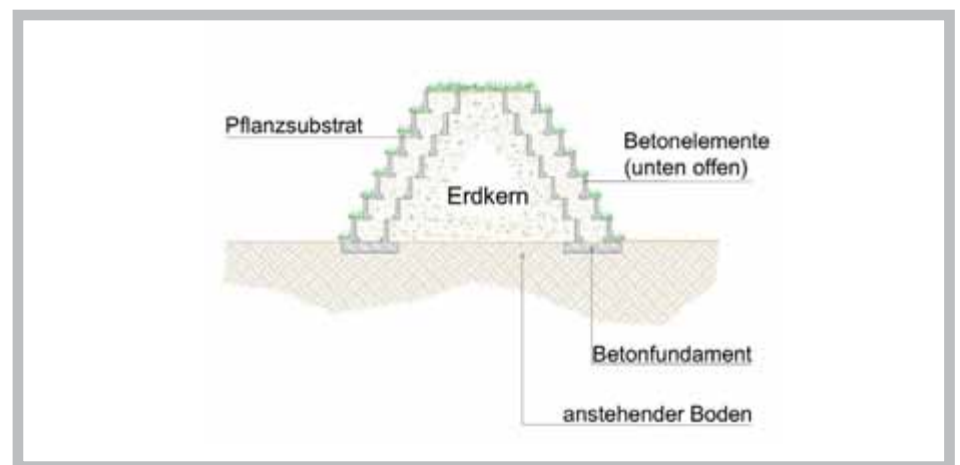 Pflanzsubstrat
Betonelemente
(unten offen)
Erdkern
Betonfundament
anstehender Boden